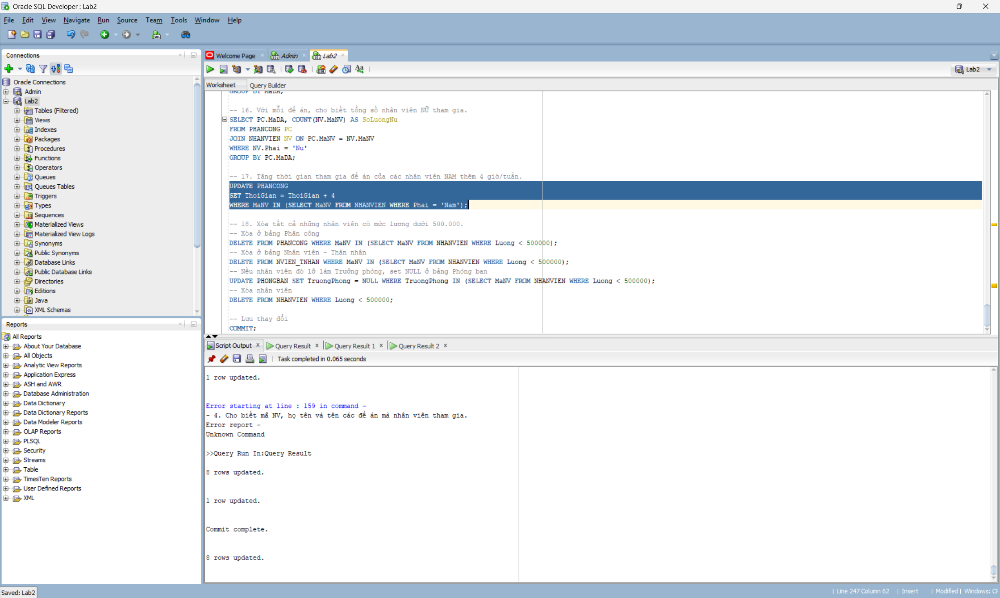 Oracle SQL Developer : Lab2
File Edit View Navigate Run Source Team Tools Window Help
Connections
Oracle Connections
Admin
Lab2
Tables (Filtered)
Views
Indexes
Packages
Procedures
Functions
Operators
Queues
Queues Tables
Triggers
Types
Sequences
Materialized Views
Materialized View Logs
Synonyms
Public Synonyms
Database Links
Public Database Links
Directories
Editions
Java
XML Schemas
Reports
All Reports
About Your Database
All Objects
Analytic View Reports
Application Express
ASH and AWR
Database Administration
Data Dictionary
Data Dictionary Reports
Data Modeler Reports
OLAP Reports
PLSQL
Security
Streams
Table
TimesTen Reports
User Defined Reports
XML
Welcome Page Admin Lab2
Lab2
Worksheet Query Builder
GROUP BY MaDA;
-- 16. Với mỗi đề án, cho biết tổng số nhân viên NỮ tham gia.
SELECT PC.MaDA, COUNT(NV.MaNV) AS SoLuongNu
FROM PHANCONG PC
JOIN NHANVIEN NV ON PC.MaNV = NV.MaNV
WHERE NV.Phai = 'Nu'
GROUP BY PC.MaDA;
-- 17. Tăng thời gian tham gia đề án của các nhân viên NAM thêm 4 giờ/tuần.
UPDATE PHANCONG
SET ThoiGian = ThoiGian + 4
WHERE MaNV IN (SELECT MaNV FROM NHANVIEN WHERE Phai = 'Nam');
-- 18. Xóa tất cả những nhân viên có mức lương dưới 500.000.
-- Xóa ở bảng Phân công
DELETE FROM PHANCONG WHERE MaNV IN (SELECT MaNV FROM NHANVIEN WHERE Luong < 500000);
-- Xóa ở bảng Nhân viên - Thân nhân
DELETE FROM NVIEN_TNHAN WHERE MaNV IN (SELECT MaNV FROM NHANVIEN WHERE Luong < 500000);
-- Nếu nhân viên đó lỡ làm Trưởng phòng, set NULL ở bảng Phòng ban
UPDATE PHONGBAN SET TruongPhong = NULL WHERE TruongPhong IN (SELECT MaNV FROM NHANVIEN WHERE Luong < 500000);
-- Xóa nhân viên
DELETE FROM NHANVIEN WHERE Luong < 500000;
-- Lưu thay đổi
COMMIT;
Script Output Query Result Query Result 1 Query Result 2
Task completed in 0.065 seconds
1 row updated.
Error starting at line : 159 in command -
- 4. Cho biết mã NV, họ tên và tên các đề án mà nhân viên tham gia.
Error report -
Unknown Command
>>Query Run In:Query Result
8 rows updated.
1 row updated.
Commit complete.
8 rows updated.
Saved: Lab2
Line 247 Column 62 | Insert | Modified | Windows: